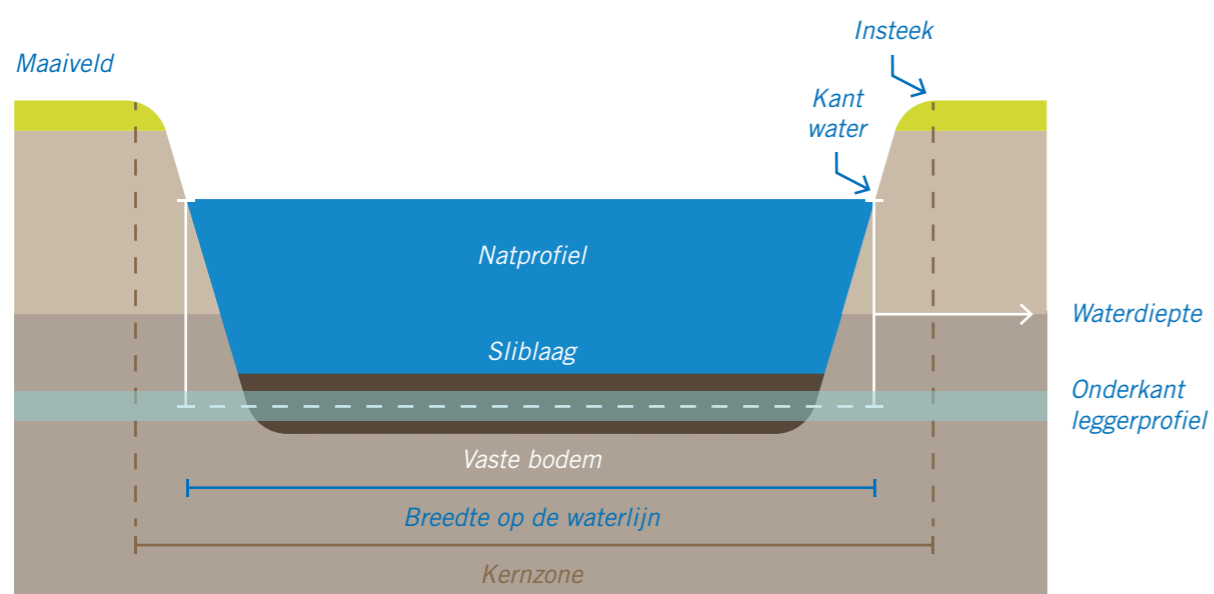 Insteek
Maaiveld
Kant
water
Natprofiel
Waterdiepte
Sliblaag
Onderkant
leggerprofiel
Vaste bodem
Breedte op de waterlijn
Kernzone